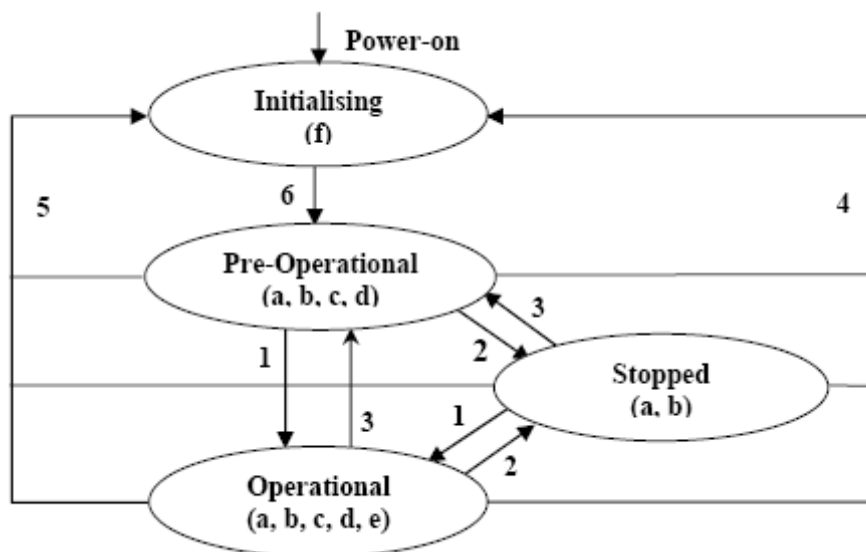 Power-on
Initialising
(f)
5
6
4
Pre-Operational
(a, b, c, d)
3
1
2
Stopped
(a, b)
3
1
2
Operational
(a, b, c, d, e)